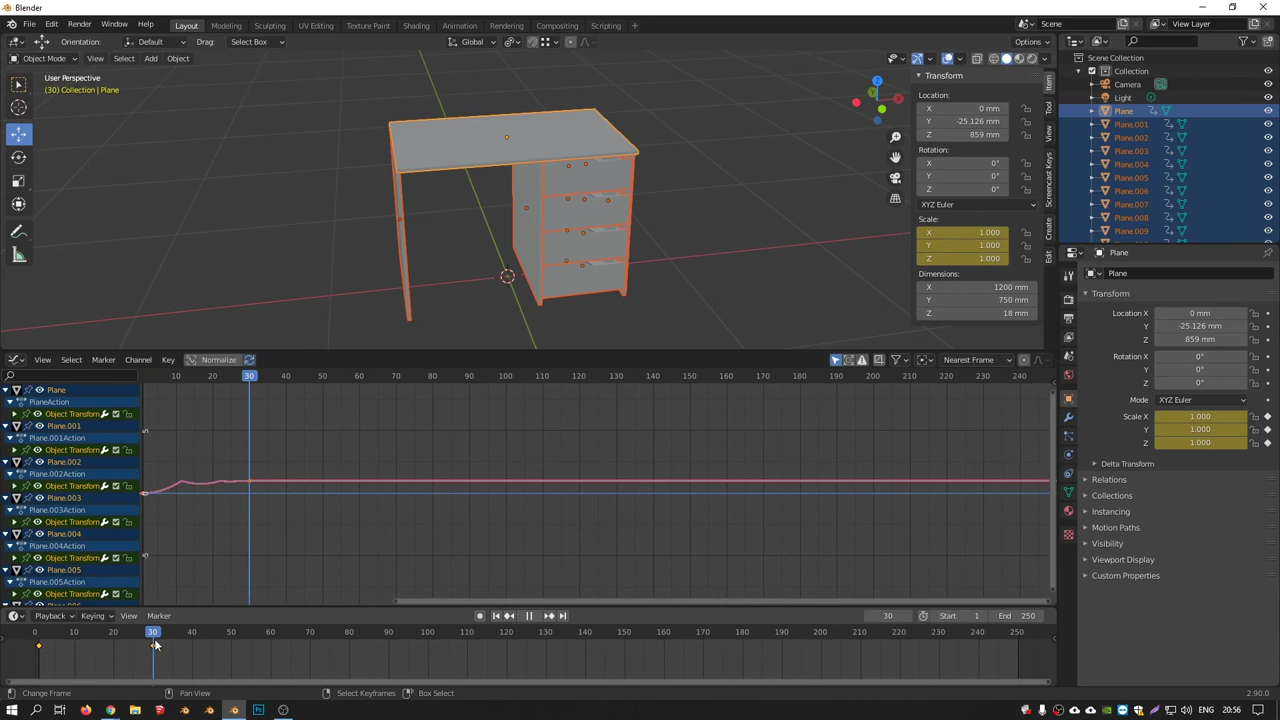 Blender
File Edit Render Window Help Layout Modeling Sculpting UV Editing Texture Paint Shading Animation Rendering Compositing Scripting + Scene View Layer
Orientation: Default Drag: Select Box Global Options
Object Mode View Select Add Object
User Perspective
(30) Collection | Plane
Z
Y
X
Transform
Location:
X 0 mm
Y -25.126 mm
Z 859 mm
Rotation:
X 0°
Y 0°
Z 0°
XYZ Euler
Scale:
X 1.000
Y 1.000
Z 1.000
Dimensions:
X 1200 mm
Y 750 mm
Z 18 mm
Item
Tool
View
Screencast Keys
Create
Edit
Scene Collection
Collection
Camera
Light
Plane
Plane.001
Plane.002
Plane.003
Plane.004
Plane.005
Plane.006
Plane.007
Plane.008
Plane.009
Plane
Plane
Transform
Location X 0 mm
Y -25.126 mm
Z 859 mm
Rotation X 0°
Y 0°
Z 0°
Mode XYZ Euler
Scale X 1.000
Y 1.000
Z 1.000
Delta Transform
Relations
Collections
Instancing
Motion Paths
Visibility
Viewport Display
Custom Properties
View Select Marker Channel Key Normalize Nearest Frame
10 20 30 40 50 60 70 80 90 100 110 120 130 140 150 160 170 180 190 200 210 220 230 240
Plane
PlaneAction
Object Transform
Plane.001
Plane.001Action
Object Transform
Plane.002
Plane.002Action
Object Transform
Plane.003
Plane.003Action
Object Transform
Plane.004
Plane.004Action
Object Transform
Plane.005
Plane.005Action
Object Transform
5
0
5
Playback Keying View Marker 30 Start 1 End 250
0 10 20 30 40 50 60 70 80 90 100 110 120 130 140 150 160 170 180 190 200 210 220 230 240 250
Change Frame Pan View Select Keyframes Box Select 2.90.0
ENG 20:56